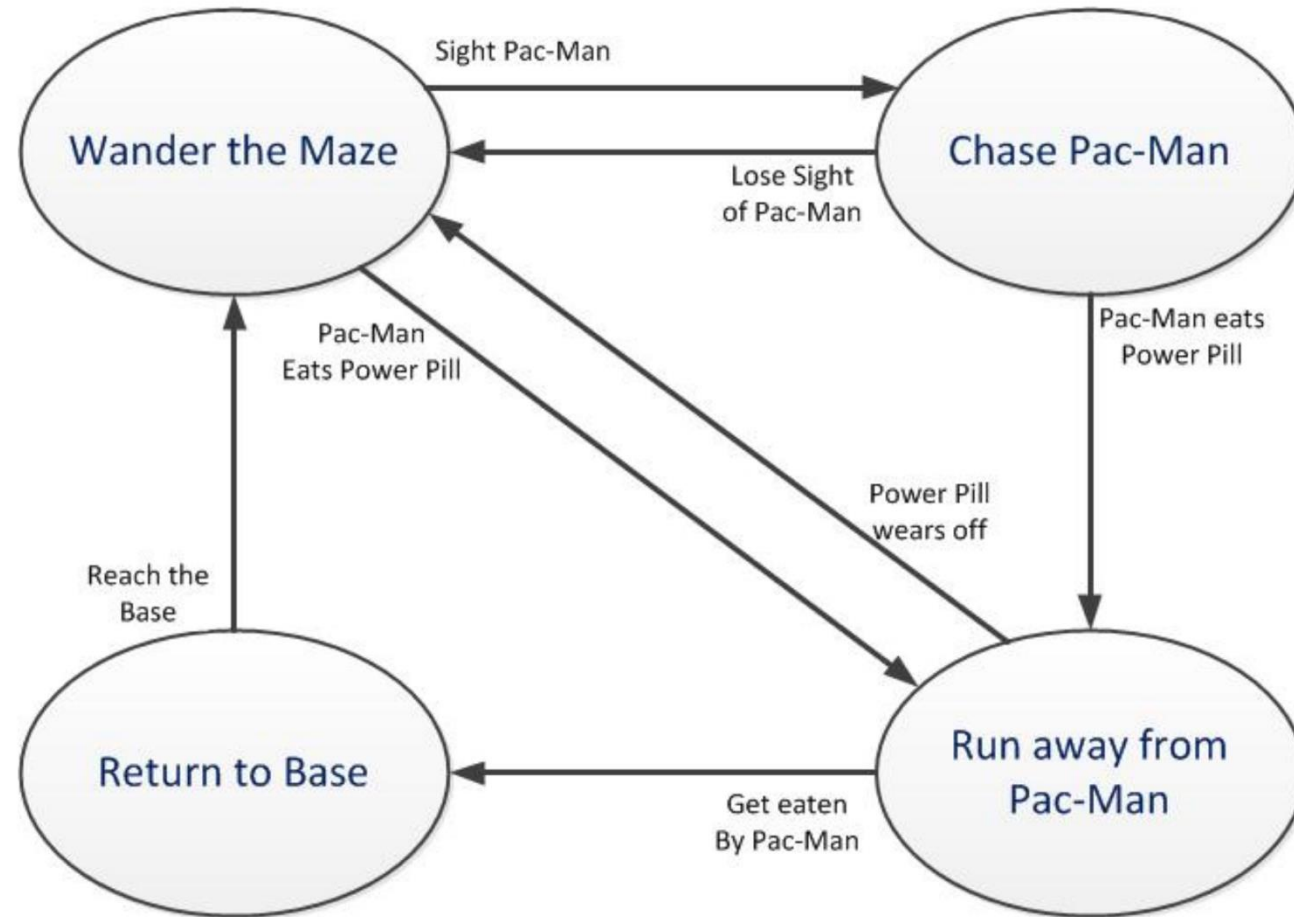 Sight Pac-Man
Wander the Maze
Chase Pac-Man
Lose Sight
of Pac-Man
Pac-Man
Eats Power Pill
Pac-Man eats
Power Pill
Power Pill
wears off
Reach the
Base
Return to Base
Run away from
Pac-Man
Get eaten
By Pac-Man